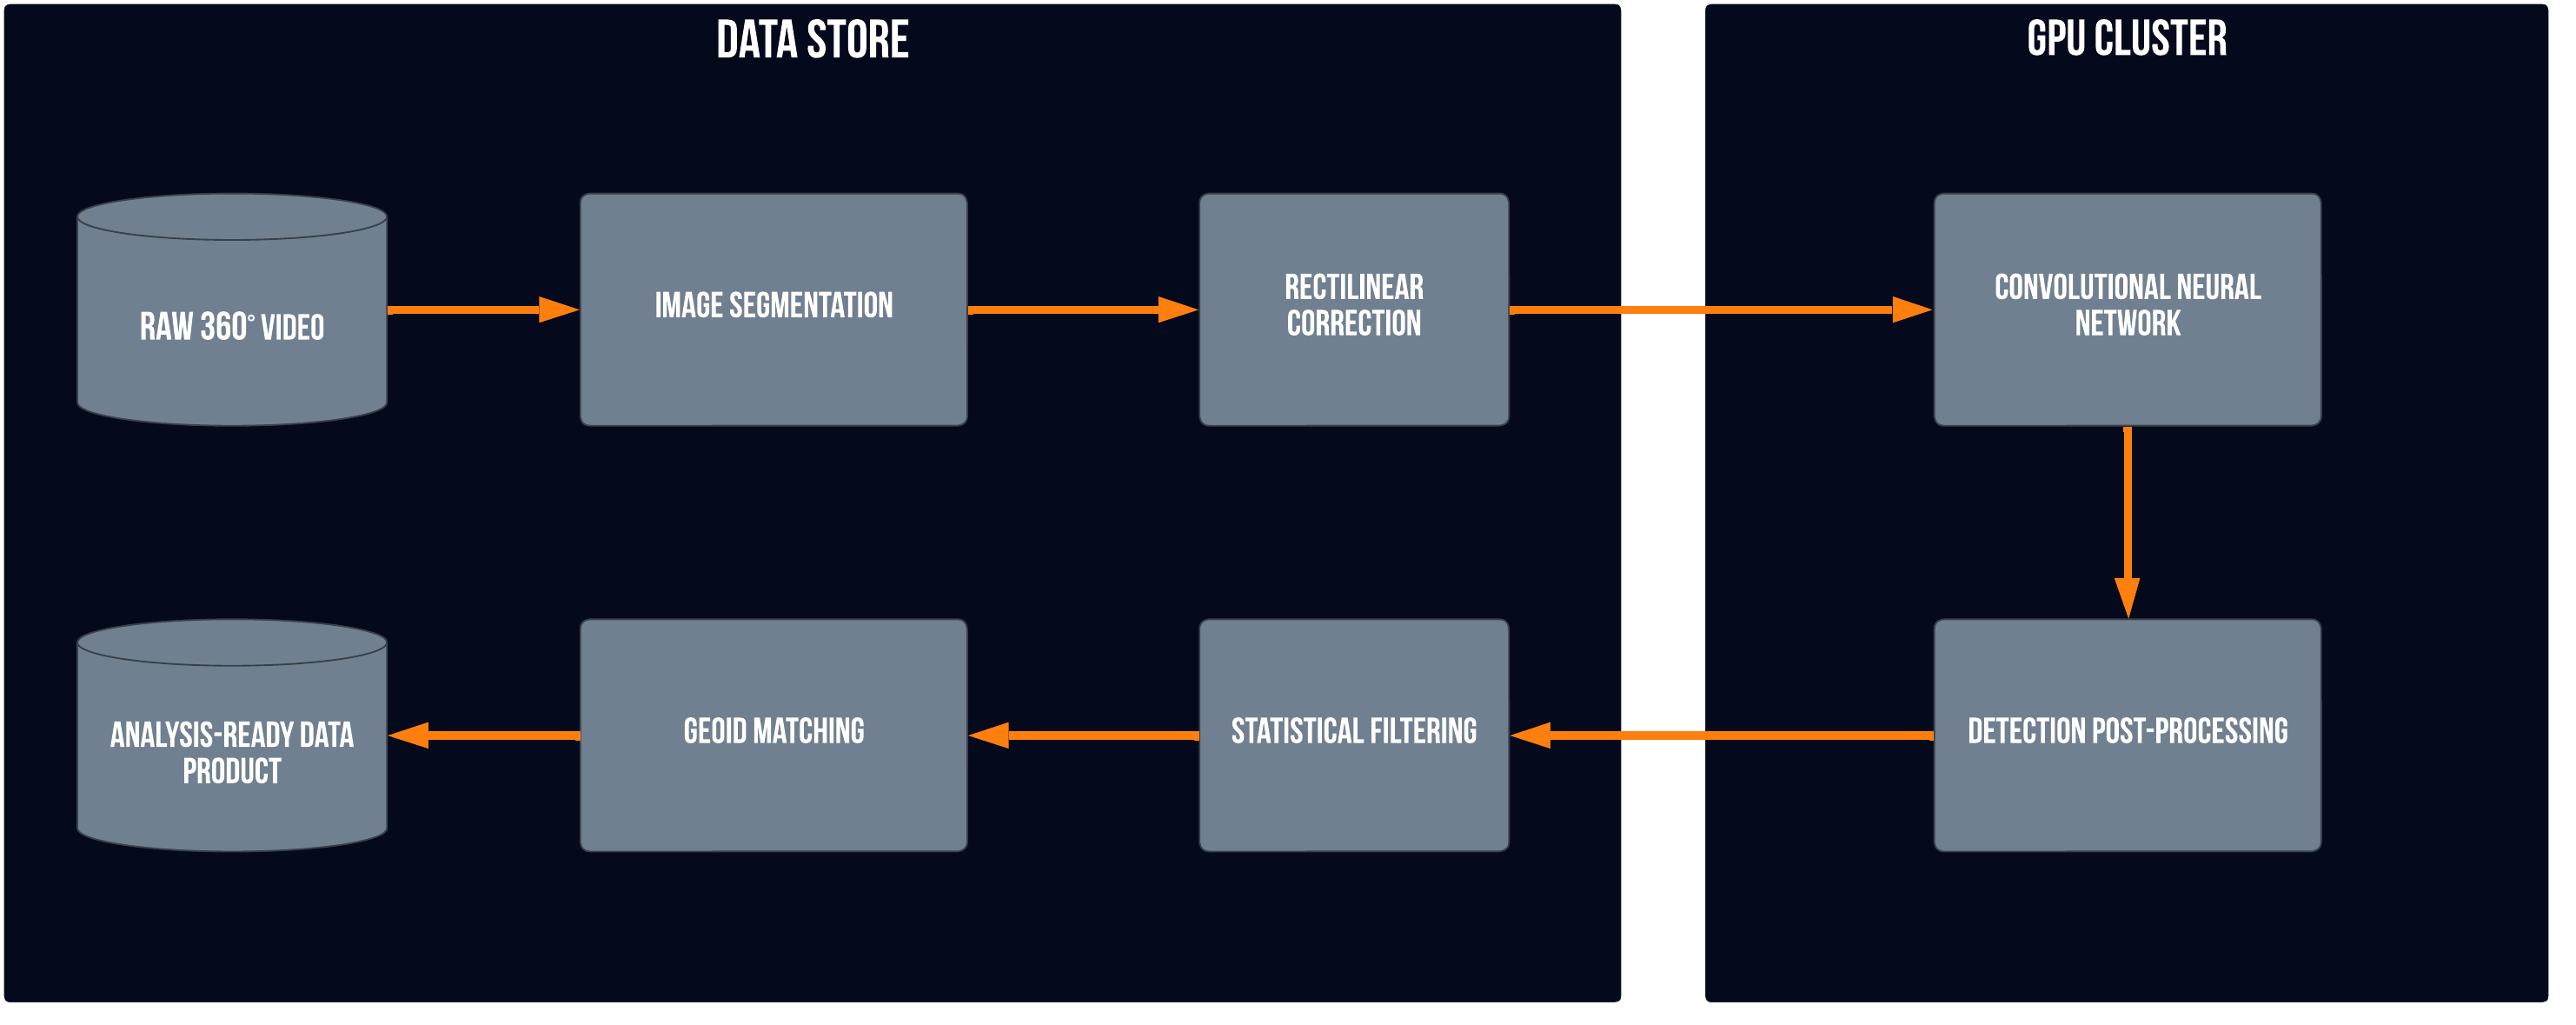 DATA STORE
GPU CLUSTER
RAW 360° VIDEO
IMAGE SEGMENTATION
RECTILINEAR
CORRECTION
CONVOLUTIONAL NEURAL
NETWORK
ANALYSIS-READY DATA
PRODUCT
GEOID MATCHING
STATISTICAL FILTERING
DETECTION POST-PROCESSING